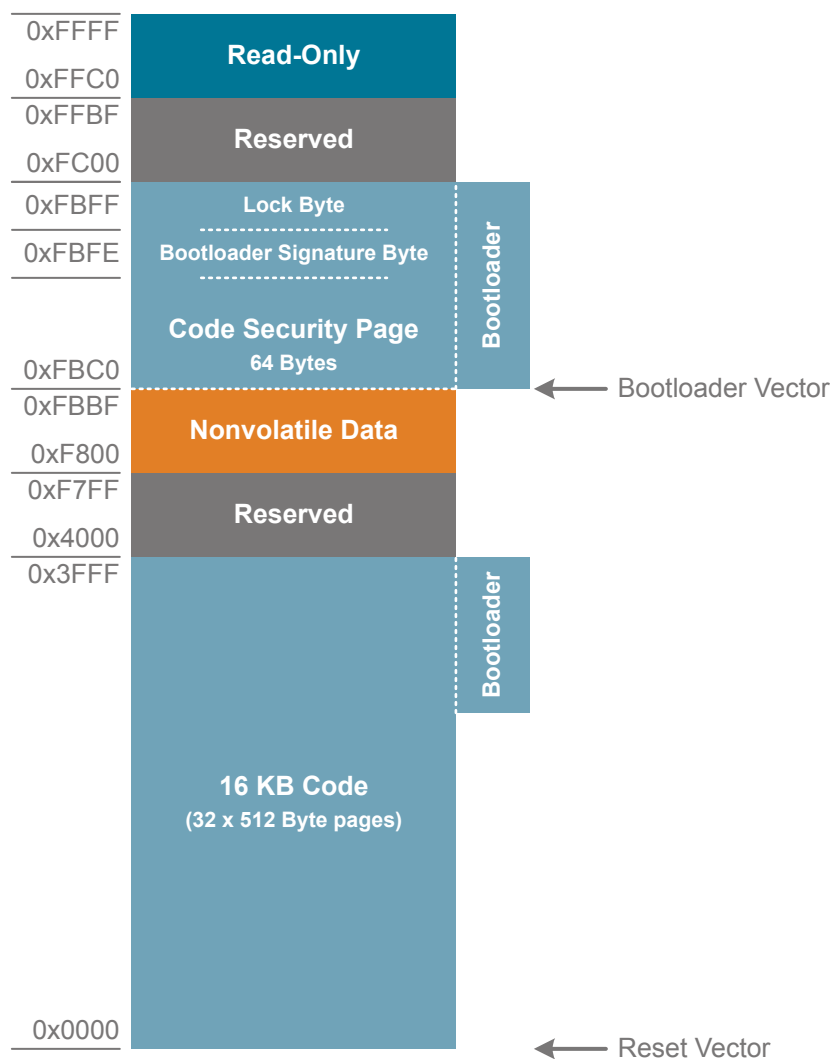 0xFFFF
Read-Only
0xFFC0
0xFFBF
Reserved
0xFC00
0xFBFF
Lock Byte
0xFBFE
Bootloader Signature Byte
Bootloader
Code Security Page
64 Bytes
0xFBC0
Bootloader Vector
0xFBBF
Nonvolatile Data
0xF800
0xF7FF
Reserved
0x4000
0x3FFF
Bootloader
16 KB Code
(32 x 512 Byte pages)
0x0000
Reset Vector